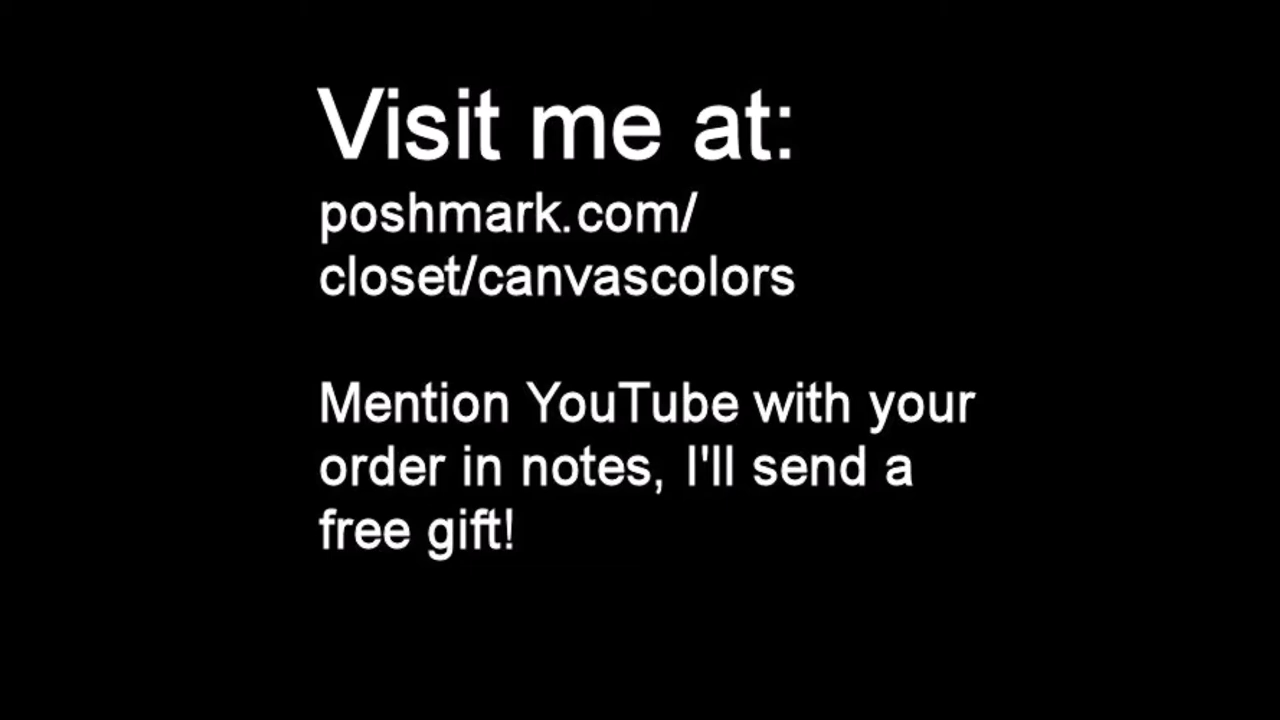 Visit me at:
poshmark.com/
closet/canvascolors
Mention YouTube with your
order in notes, I'll send a
free gift!